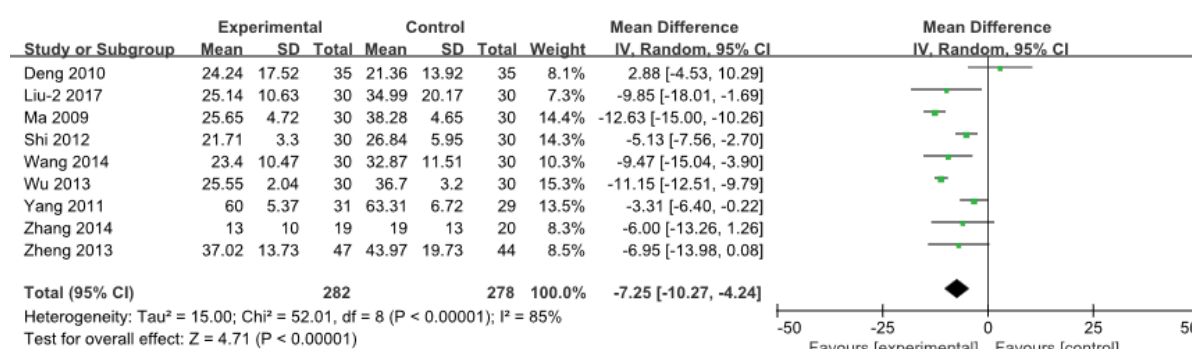 Experimental Control Mean Difference Mean Difference
Study or Subgroup Mean SD Total Mean SD Total Weight IV, Random, 95% CI IV, Random, 95% CI
Deng 2010 24.24 17.52 35 21.36 13.92 35 8.1% 2.88 [-4.53, 10.29]
Liu-2 2017 25.14 10.63 30 34.99 20.17 30 7.3% -9.85 [-18.01, -1.69]
Ma 2009 25.65 4.72 30 38.28 4.65 30 14.4% -12.63 [-15.00, -10.26]
Shi 2012 21.71 3.3 30 26.84 5.95 30 14.3% -5.13 [-7.56, -2.70]
Wang 2014 23.4 10.47 30 32.87 11.51 30 10.3% -9.47 [-15.04, -3.90]
Wu 2013 25.55 2.04 30 36.7 3.2 30 15.3% -11.15 [-12.51, -9.79]
Yang 2011 60 5.37 31 63.31 6.72 29 13.5% -3.31 [-6.40, -0.22]
Zhang 2014 13 10 19 19 13 20 8.3% -6.00 [-13.26, 1.26]
Zheng 2013 37.02 13.73 47 43.97 19.73 44 8.5% -6.95 [-13.98, 0.08]
Total (95% CI) 282 278 100.0% -7.25 [-10.27, -4.24]
Heterogeneity: Tau² = 15.00; Chi² = 52.01, df = 8 (P < 0.00001); I² = 85%
Test for overall effect: Z = 4.71 (P < 0.00001)
-50 -25 0 25 50
Favours [experimental] Favours [control]